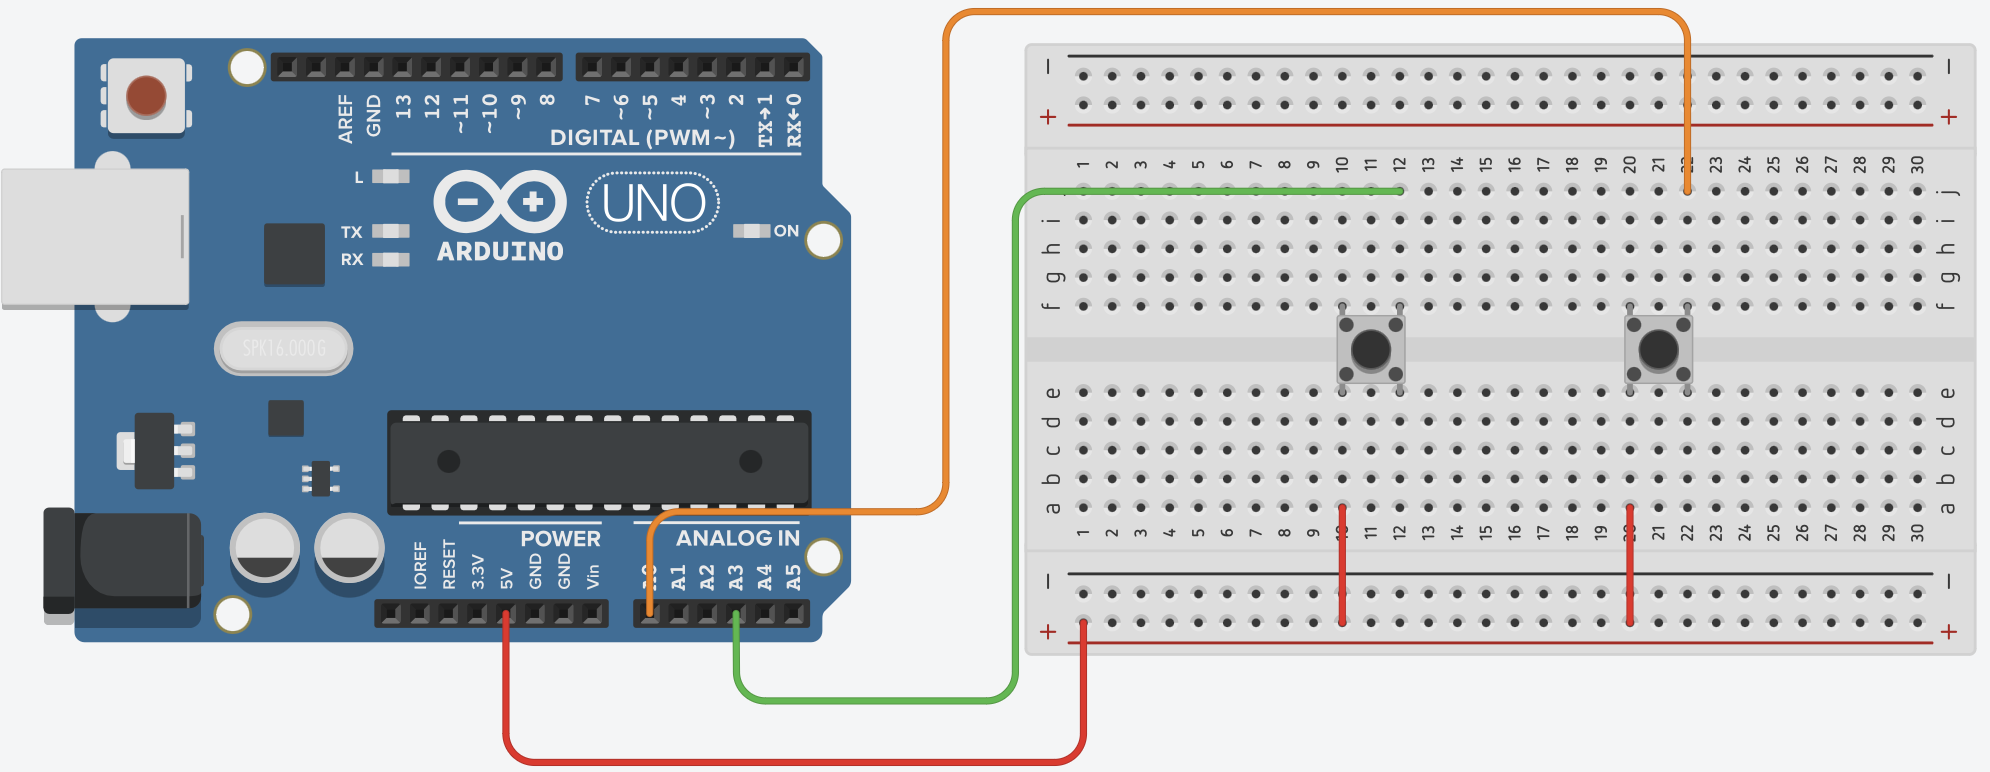 AREF
GND
13
12
~11
~10
~9
8
7
~6
~5
4
~3
2
TX→1
RX←0
DIGITAL (PWM~)
L
TX
RX
ARDUINO
UNO
ON
SPKT6.000G
POWER
ANALOG IN
IOREF
RESET
3.3V
5V
GND
GND
Vin
A0
A1
A2
A3
A4
A5
− −
+ +
1 2 3 4 5 6 7 8 9 10 11 12 13 14 15 16 17 18 19 20 21 22 23 24 25 26 27 28 29 30
j
i i
h h
g g
f f
e e
d d
c c
b b
a a
1 2 3 4 5 6 7 8 9 10 11 12 13 14 15 16 17 18 19 20 21 22 23 24 25 26 27 28 29 30
− −
+ +